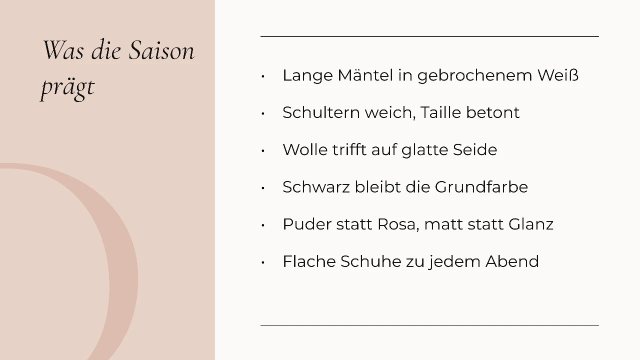 Was die Saison
prägt
• Lange Mäntel in gebrochenem Weiß
• Schultern weich, Taille betont
• Wolle trifft auf glatte Seide
• Schwarz bleibt die Grundfarbe
• Puder statt Rosa, matt statt Glanz
• Flache Schuhe zu jedem Abend